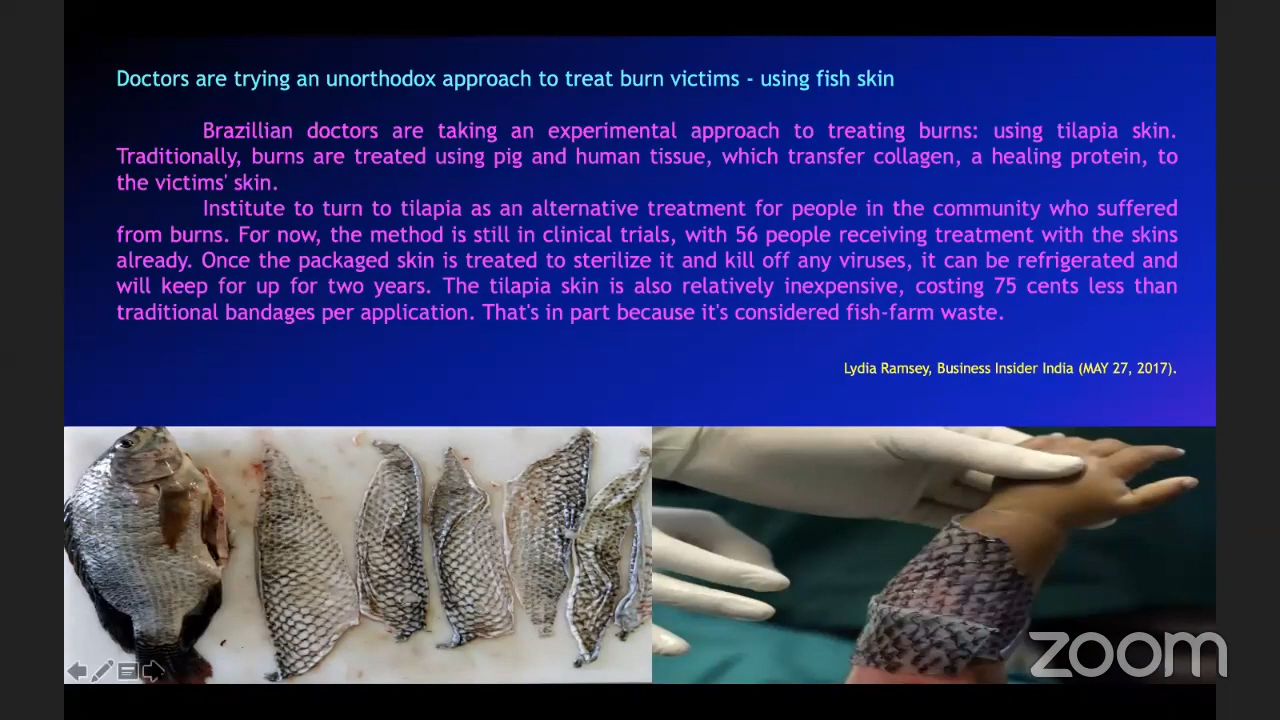 Doctors are trying an unorthodox approach to treat burn victims - using fish skin
Brazillian doctors are taking an experimental approach to treating burns: using tilapia skin.
Traditionally, burns are treated using pig and human tissue, which transfer collagen, a healing protein, to
the victims' skin.
Institute to turn to tilapia as an alternative treatment for people in the community who suffered
from burns. For now, the method is still in clinical trials, with 56 people receiving treatment with the skins
already. Once the packaged skin is treated to sterilize it and kill off any viruses, it can be refrigerated and
will keep for up for two years. The tilapia skin is also relatively inexpensive, costing 75 cents less than
traditional bandages per application. That's in part because it's considered fish-farm waste.
Lydia Ramsey, Business Insider India (MAY 27, 2017).
zoom